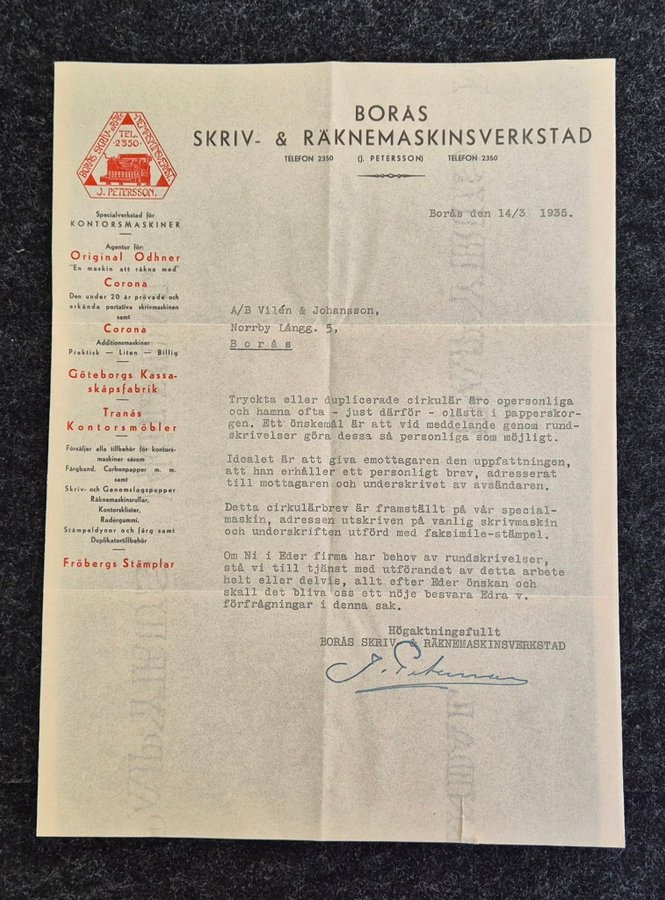 BORÅS
SKRIV- & RÄKNEMASKINSVERKSTAD
TELEFON 2350 (J. PETERSSON) TELEFON 2350
BORÅS SKRIV- & RÄK-
NEMASKINSVERKST.
TEL.
2350
J. PETERSSON.
Specialverkstad för
KONTORSMASKINER
Agentur för:
Original Odhner
"En maskin att räkna med"
Corona
Den under 20 år prövade och
erkända portativa skrivmaskinen
samt
Corona
Additionsmaskiner
Praktisk — Liten — Billig
Göteborgs Kassa-
skåpsfabrik
Tranås
Kontorsmöbler
Försäljer alla tillbehör för kontors-
maskiner såsom
Färgband, Carbonpapper m. m.
samt
Skriv- och Genomslagspapper
Räknemaskinsrullar,
Kontorsklister,
Radergummi.
Stämpeldynor och färg samt
Duplikatortillbehör
Fröbergs Stämplar
Borås den 14/3 1935.
A/B Vilén & Johansson,
Norrby Långg. 5,
Borås
Tryckta eller duplicerade cirkulär äro opersonliga
och hamna ofta - just därför - olästa i papperskor-
gen. Ett önskemål är att vid meddelande genom rund-
skrivelser göra dessa så personliga som möjligt.
Idealet är att giva emottagaren den uppfattningen,
att han erhåller ett personligt brev, adresserat
till mottagaren och underskrivet av avsändaren.
Detta cirkulärbrev är framställt på vår special-
maskin, adressen utskriven på vanlig skrivmaskin
och underskriften utförd med faksimile-stämpel.
Om Ni i Eder firma har behov av rundskrivelser,
stå vi till tjänst med utförandet av detta arbete
helt eller delvis, allt efter Eder önskan och
skall det bliva oss ett nöje besvara Edra v.
förfrågningar i denna sak.
Högaktningsfullt
BORÅS SKRIV- & RÄKNEMASKINSVERKSTAD
J. Petersson